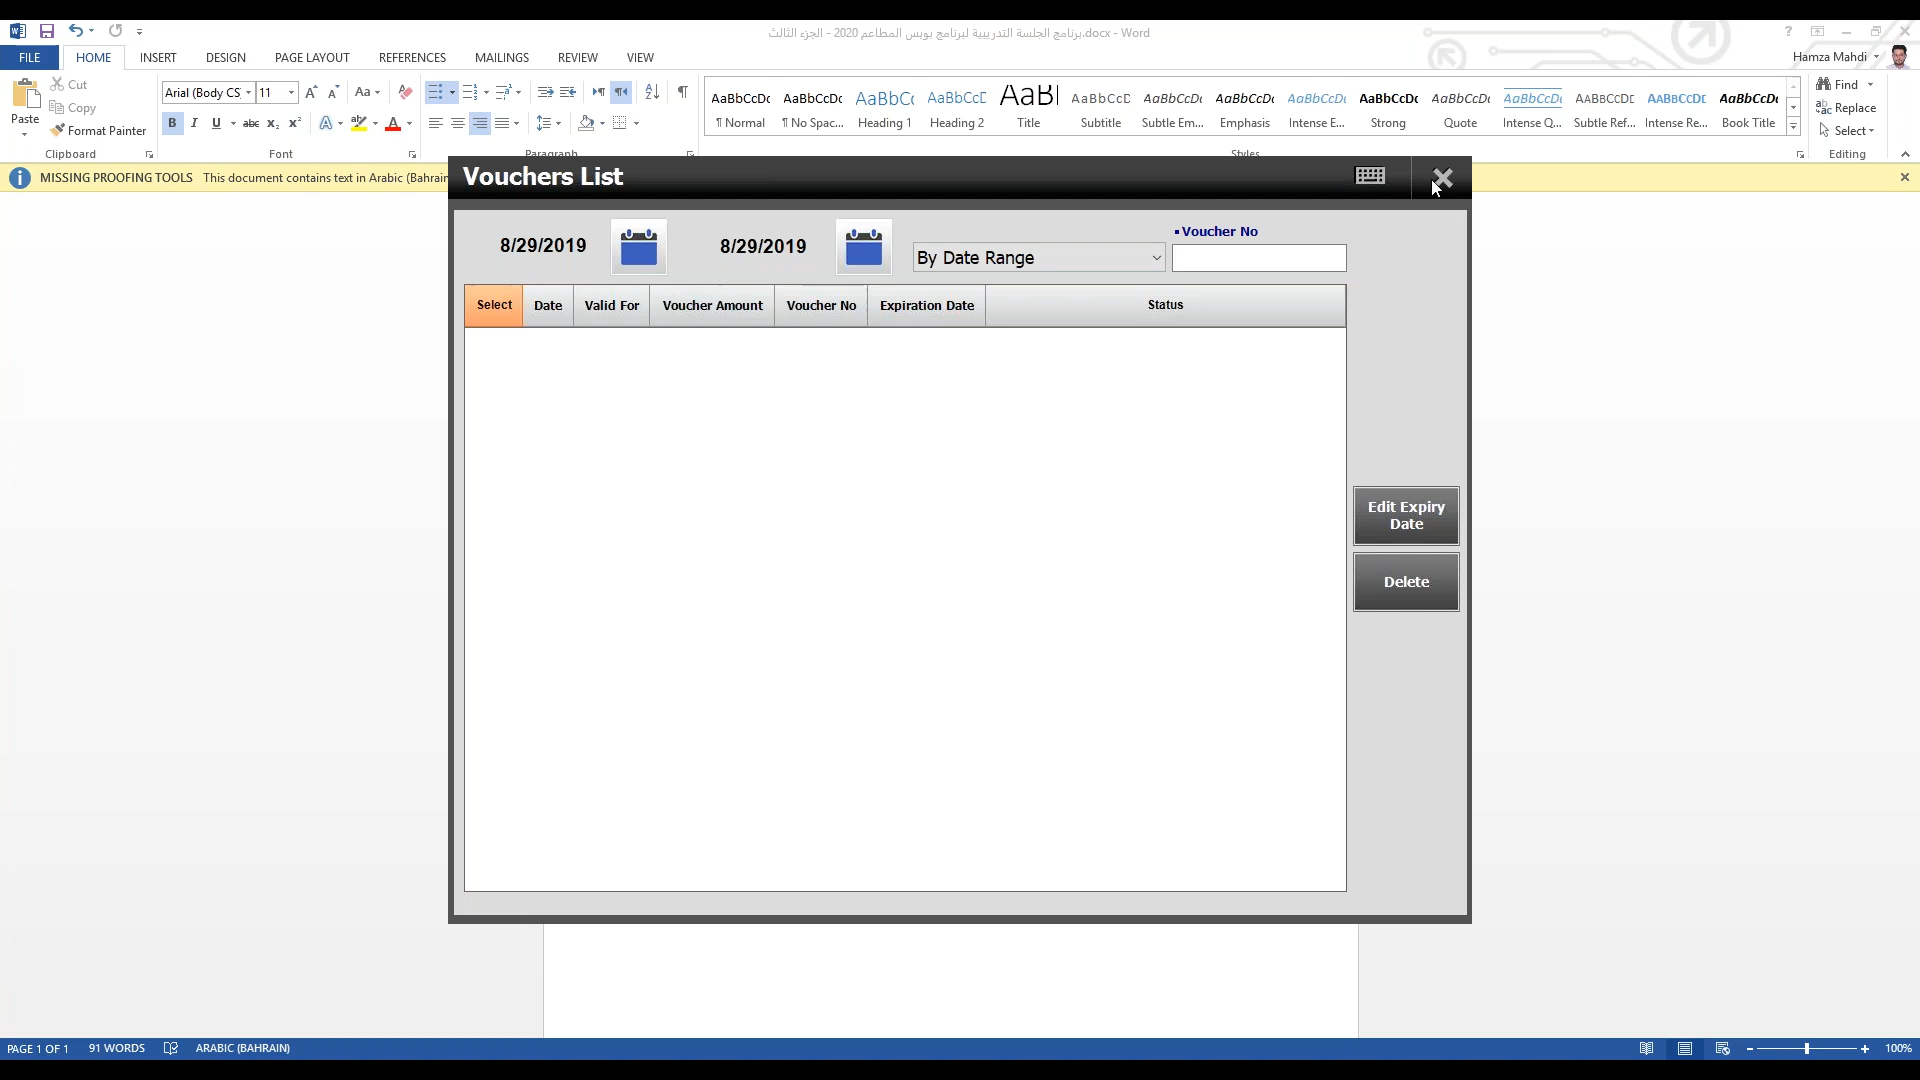 برنامج الجلسة التدريبية لبرنامج بوبس المطاعم 2020 - الجزء الثالث.docx - Word
FILE HOME INSERT DESIGN PAGE LAYOUT REFERENCES MAILINGS REVIEW VIEW
Hamza Mahdi
Paste
Cut
Copy
Format Painter
Clipboard
Arial (Body CS 11
Aa
B I U abc x₂ x²
A A
Font
Paragraph
AaBbCcDc AaBbCcDc AaBbCc AaBbCcC AaBl AaBbCcC AaBbCcDc AaBbCcDc AaBbCcDc AaBbCcDc AaBbCcDc AaBbCcDc AaBbCcDc AaBbCcDc AaBbCcDc
¶ Normal ¶ No Spac... Heading 1 Heading 2 Title Subtitle Subtle Em... Emphasis Intense E... Strong Quote Intense Q... Subtle Ref... Intense Re... Book Title
Styles
Find
Replace
Select
Editing
MISSING PROOFING TOOLS This document contains text in Arabic (Bahrain
Vouchers List
8/29/2019 8/29/2019 By Date Range
Voucher No
Select Date Valid For Voucher Amount Voucher No Expiration Date Status
Edit Expiry
Date
Delete
PAGE 1 OF 1 91 WORDS ARABIC (BAHRAIN) 100%